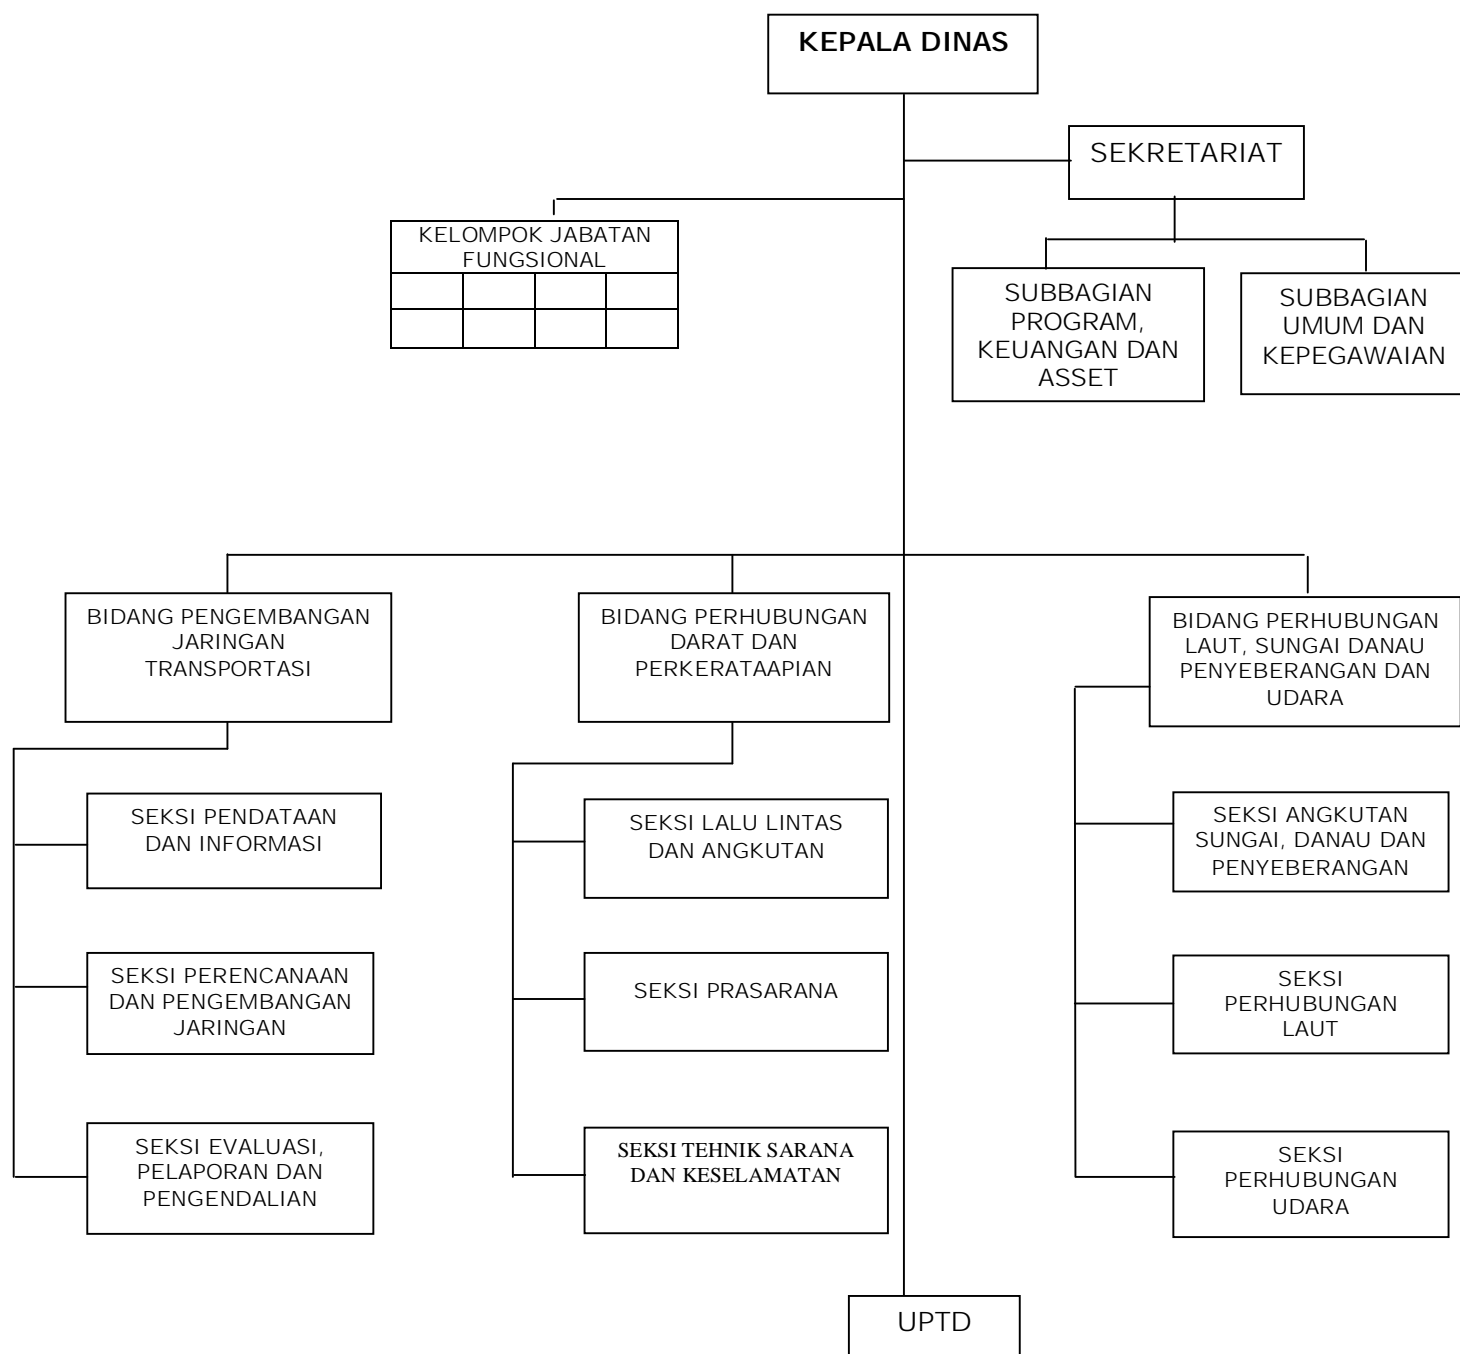 KEPALA DINAS
SEKRETARIAT
KELOMPOK JABATAN
FUNGSIONAL
SUBBAGIAN
PROGRAM,
KEUANGAN DAN
ASSET
SUBBAGIAN
UMUM DAN
KEPEGAWAIAN
BIDANG PENGEMBANGAN
JARINGAN
TRANSPORTASI
BIDANG PERHUBUNGAN
DARAT DAN
PERKERATAAPIAN
BIDANG PERHUBUNGAN
LAUT, SUNGAI DANAU
PENYEBERANGAN DAN
UDARA
SEKSI PENDATAAN
DAN INFORMASI
SEKSI LALU LINTAS
DAN ANGKUTAN
SEKSI ANGKUTAN
SUNGAI, DANAU DAN
PENYEBERANGAN
SEKSI PERENCANAAN
DAN PENGEMBANGAN
JARINGAN
SEKSI PRASARANA
SEKSI
PERHUBUNGAN
LAUT
SEKSI EVALUASI,
PELAPORAN DAN
PENGENDALIAN
SEKSI TEHNIK SARANA
DAN KESELAMATAN
SEKSI
PERHUBUNGAN
UDARA
UPTD